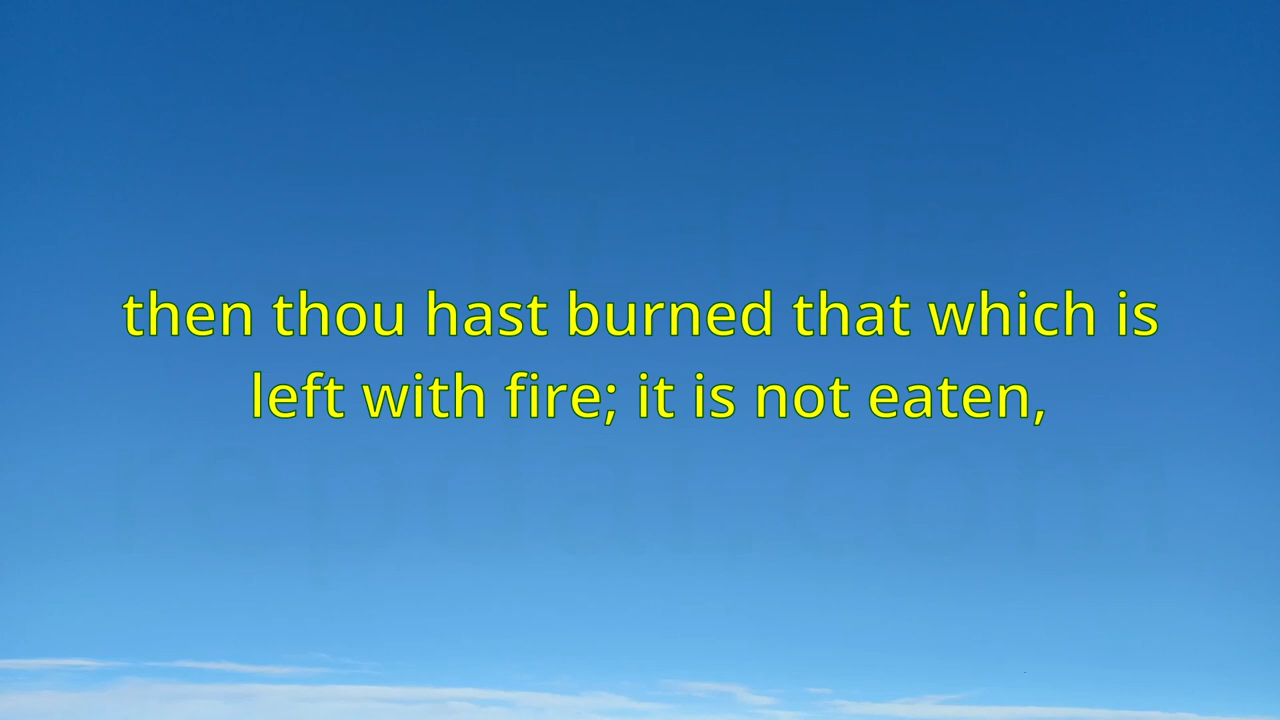 then thou hast burned that which is
left with fire; it is not eaten,